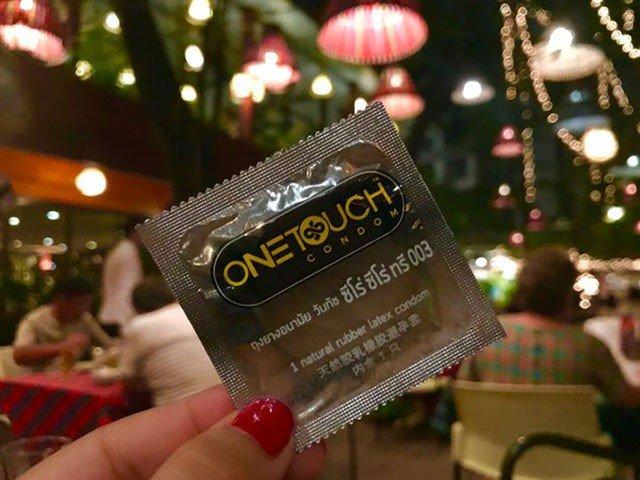 ONETOUCH
CONDOM
ถุงยางอนามัย วันทัช ซีโร่ซีโร่ทรี 003
1 natural rubber latex condom
天然胶乳橡胶避孕套
内含1只